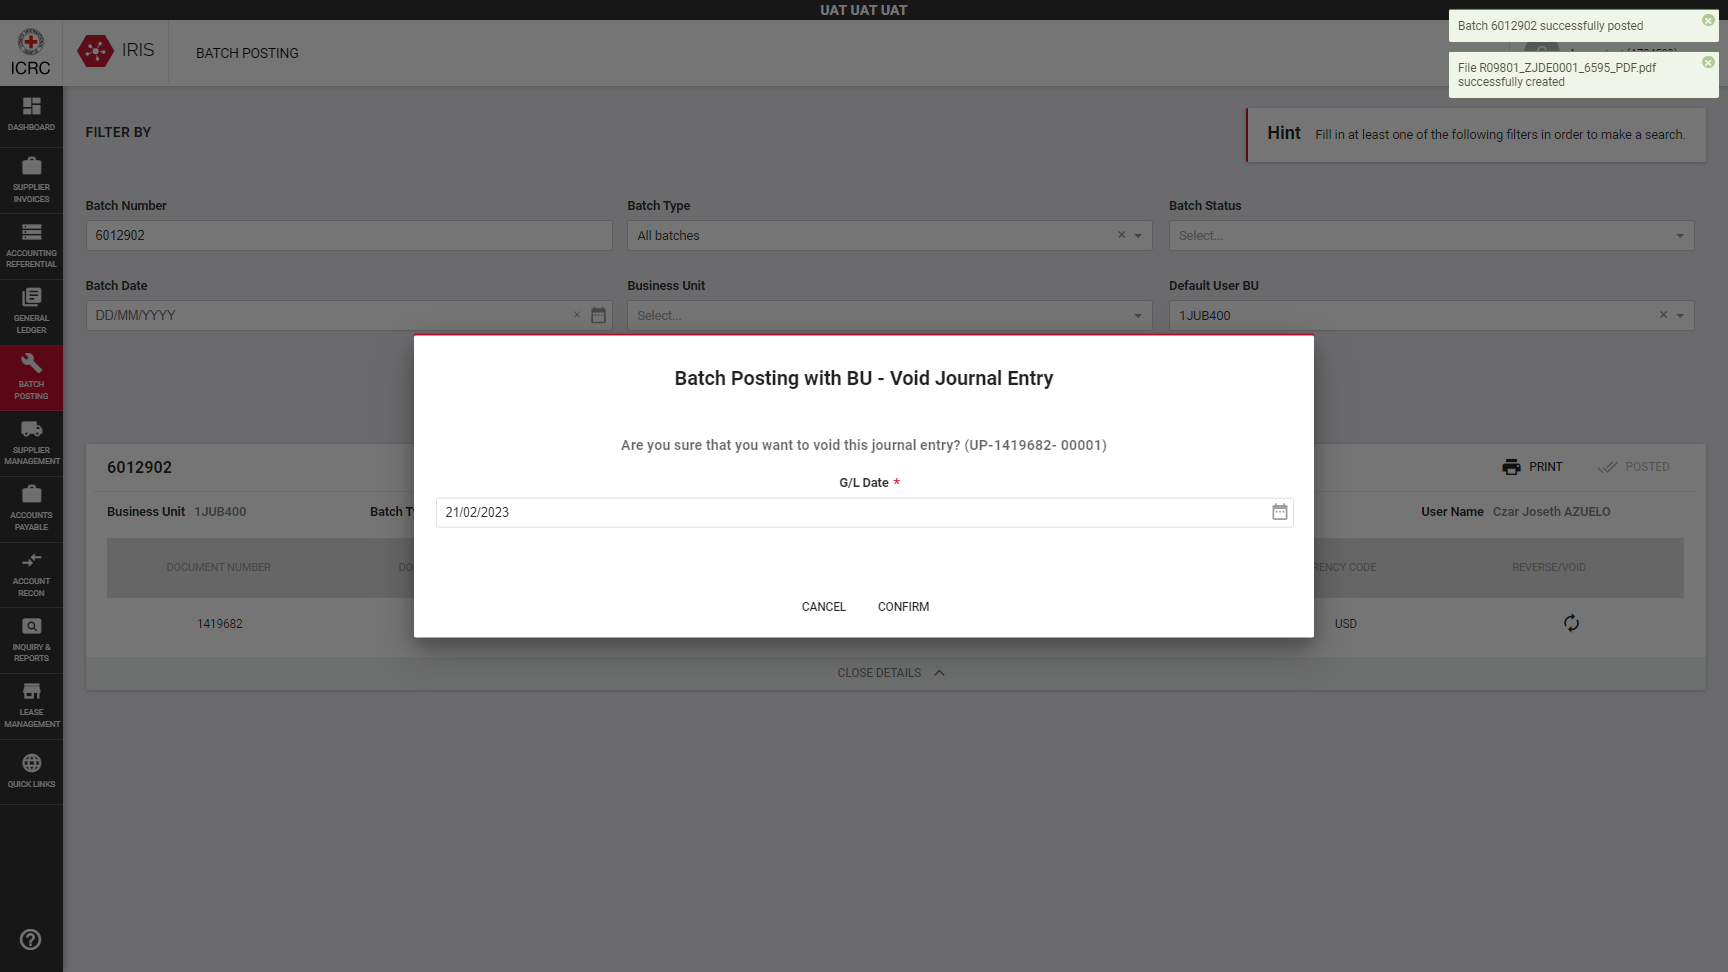 UAT UAT UAT
ICRC
IRIS
BATCH POSTING
Batch 6012902 successfully posted
File R09801_ZJDE0001_6595_PDF.pdf
successfully created
DASHBOARD
SUPPLIER
INVOICES
ACCOUNTING
REFERENTIAL
GENERAL
LEDGER
BATCH
POSTING
SUPPLIER
MANAGEMENT
ACCOUNTS
PAYABLE
ACCOUNT
RECON
INQUIRY &
REPORTS
LEASE
MANAGEMENT
QUICK LINKS
FILTER BY
Hint Fill in at least one of the following filters in order to make a search.
Batch Number Batch Type Batch Status
6012902 All batches Select...
Batch Date Business Unit Default User BU
DD/MM/YYYY Select... 1JUB400
Batch Posting with BU - Void Journal Entry
Are you sure that you want to void this journal entry? (UP-1419682- 00001)
G/L Date *
21/02/2023
CANCEL CONFIRM
6012902 PRINT POSTED
Business Unit 1JUB400 Batch User Name Czar Joseth AZUELO
DOCUMENT NUMBER CODE REVERSE/VOID
1419682 USD
CLOSE DETAILS